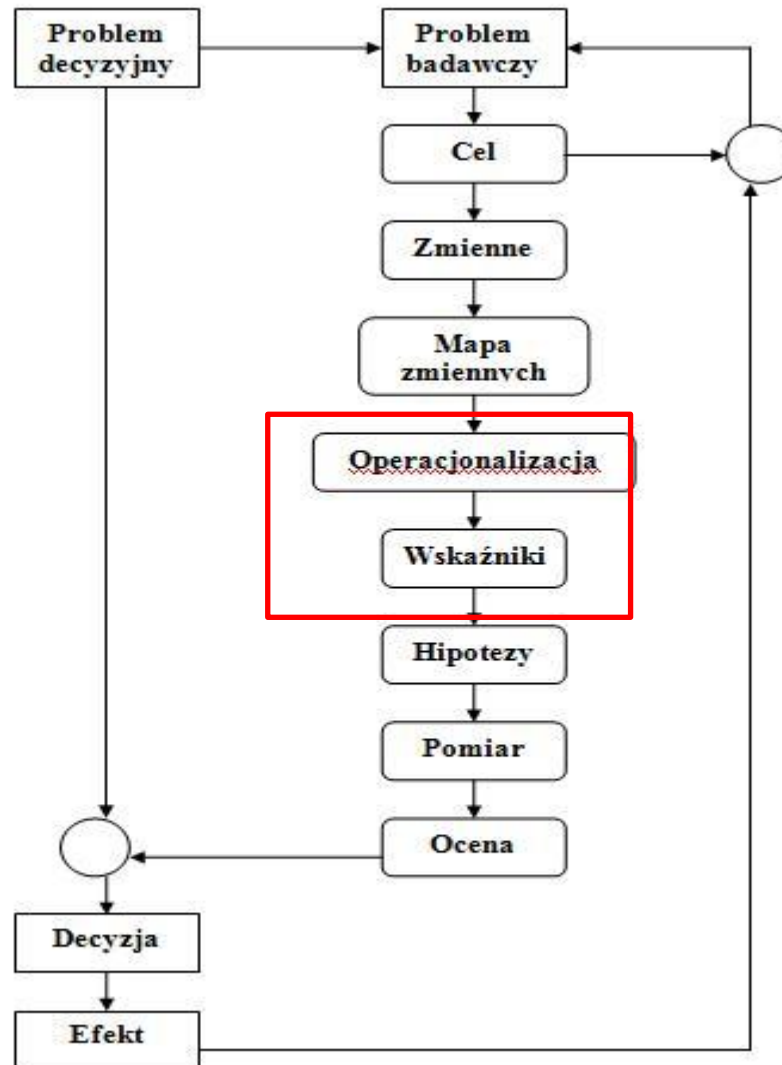 Problem
decyzyjny
Problem
badawczy
Cel
Zmienne
Mapa
zmiennych
Operacjonalizacja
Wskaźniki
Hipotezy
Pomiar
Ocena
Decyzja
Efekt